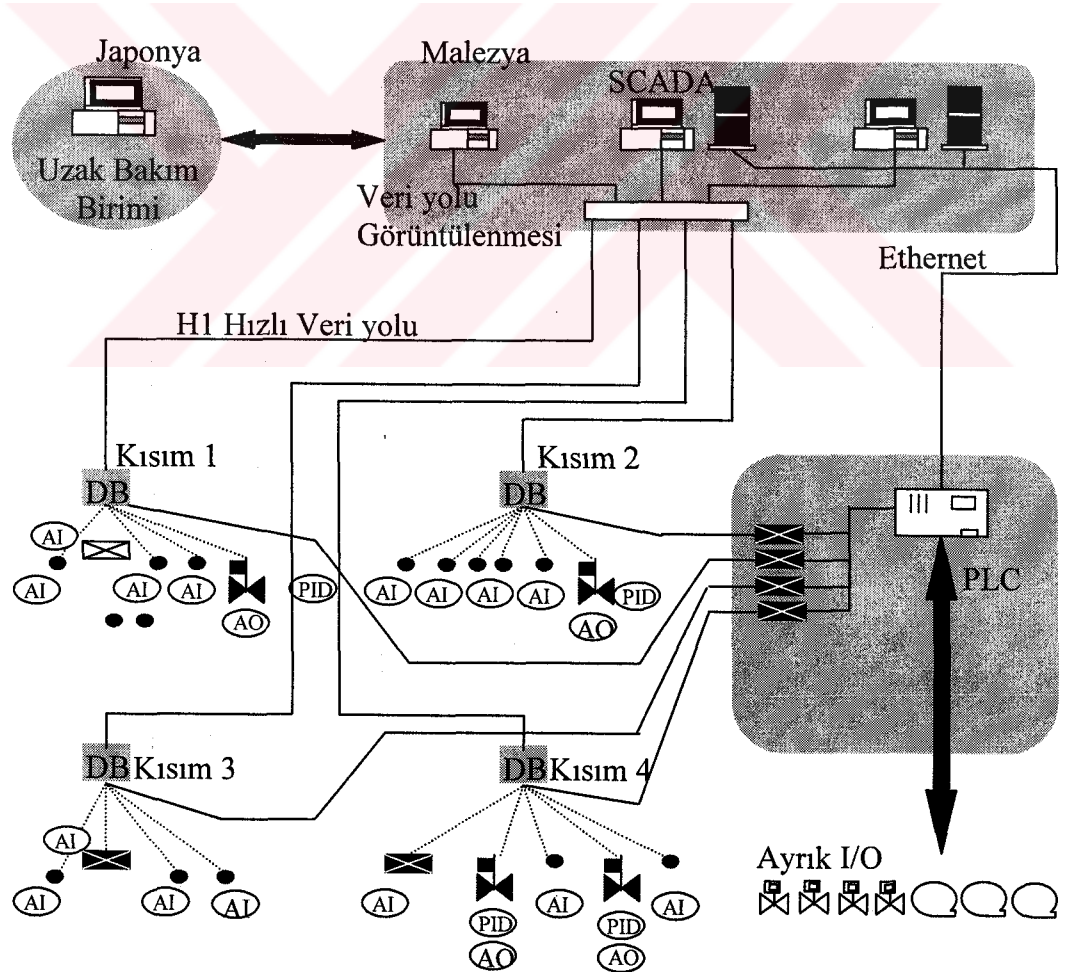 Japonya
Malezya
SCADA
Uzak Bakım
Birimi
Veri yolu
Görüntülenmesi
Ethernet
H1 Hızlı Veri yolu
Kısım 1
DB
AI
AI
AI
AI
AO
PID
Kısım 2
DB
AI
AI
AI
AI
PID
AO
PLC
DB Kısım 3
AI
AI
AI
AI
DB Kısım 4
AI
PID
AO
AI
PID
AO
AI
Ayrık I/O